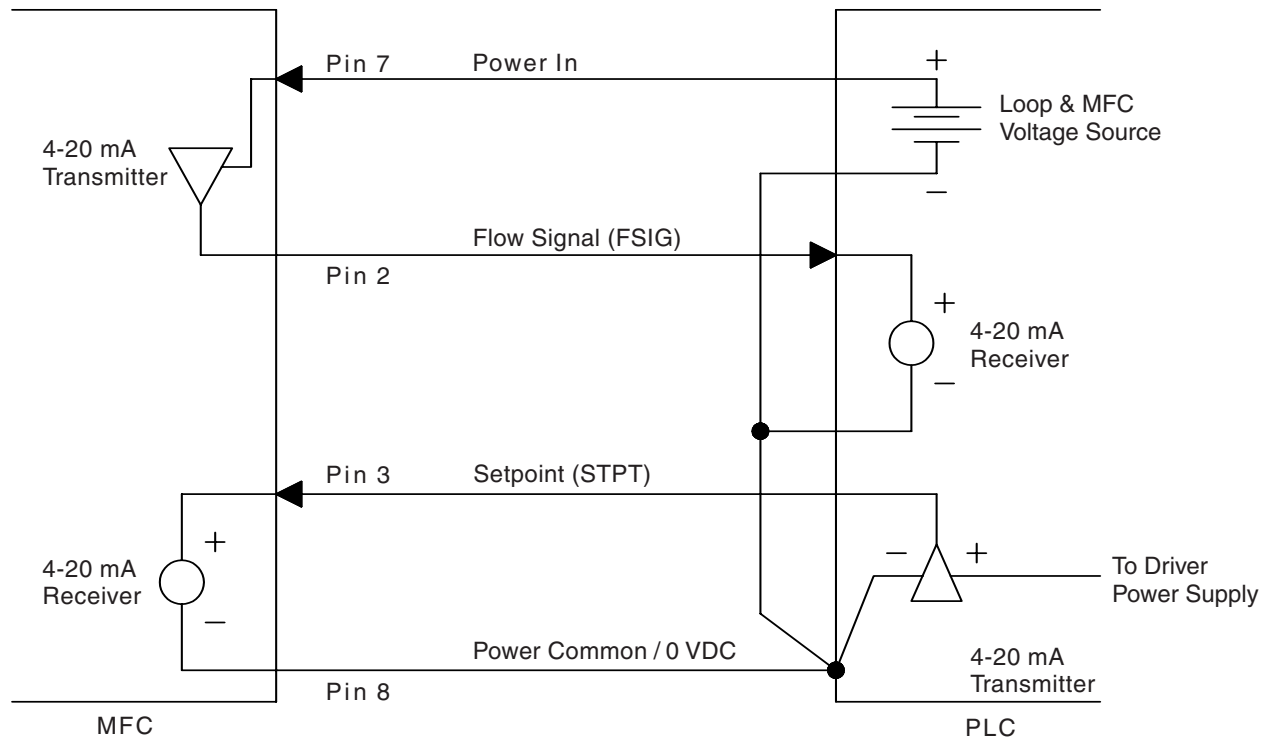 Pin 7
Power In
+
Loop & MFC
Voltage Source
−
4-20 mA
Transmitter
Flow Signal (FSIG)
Pin 2
+
4-20 mA
Receiver
−
Pin 3
Setpoint (STPT)
+
4-20 mA
Receiver
−
− +
To Driver
Power Supply
Power Common / 0 VDC
Pin 8
4-20 mA
Transmitter
MFC
PLC